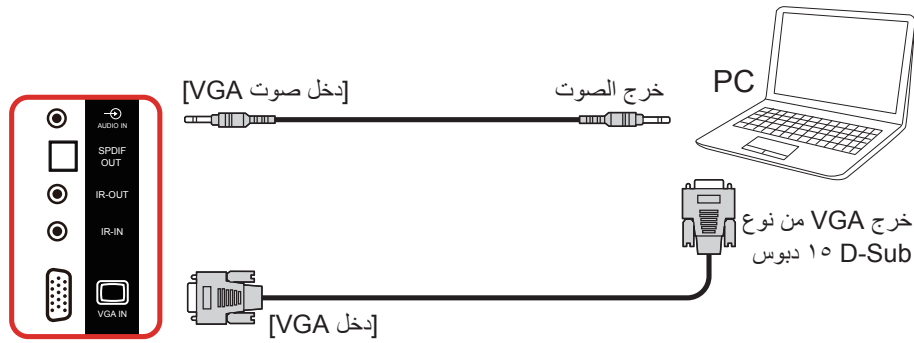 [دخل صوت VGA]
خرج الصوت
PC
AUDIO IN
SPDIF
OUT
IR-OUT
IR-IN
VGA IN
خرج VGA من نوع
D-Sub ١٥ دبوس
[دخل VGA]